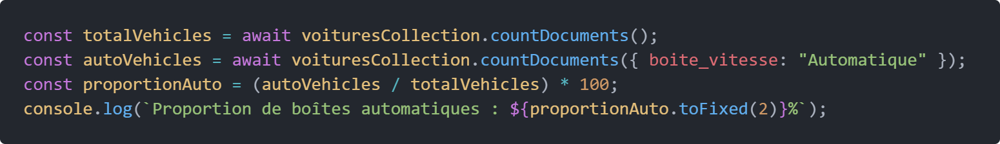 const totalVehicles = await voituresCollection.countDocuments();
const autoVehicles = await voituresCollection.countDocuments({ boite_vitesse: "Automatique" });
const proportionAuto = (autoVehicles / totalVehicles) * 100;
console.log(`Proportion de boîtes automatiques : ${proportionAuto.toFixed(2)}%`);